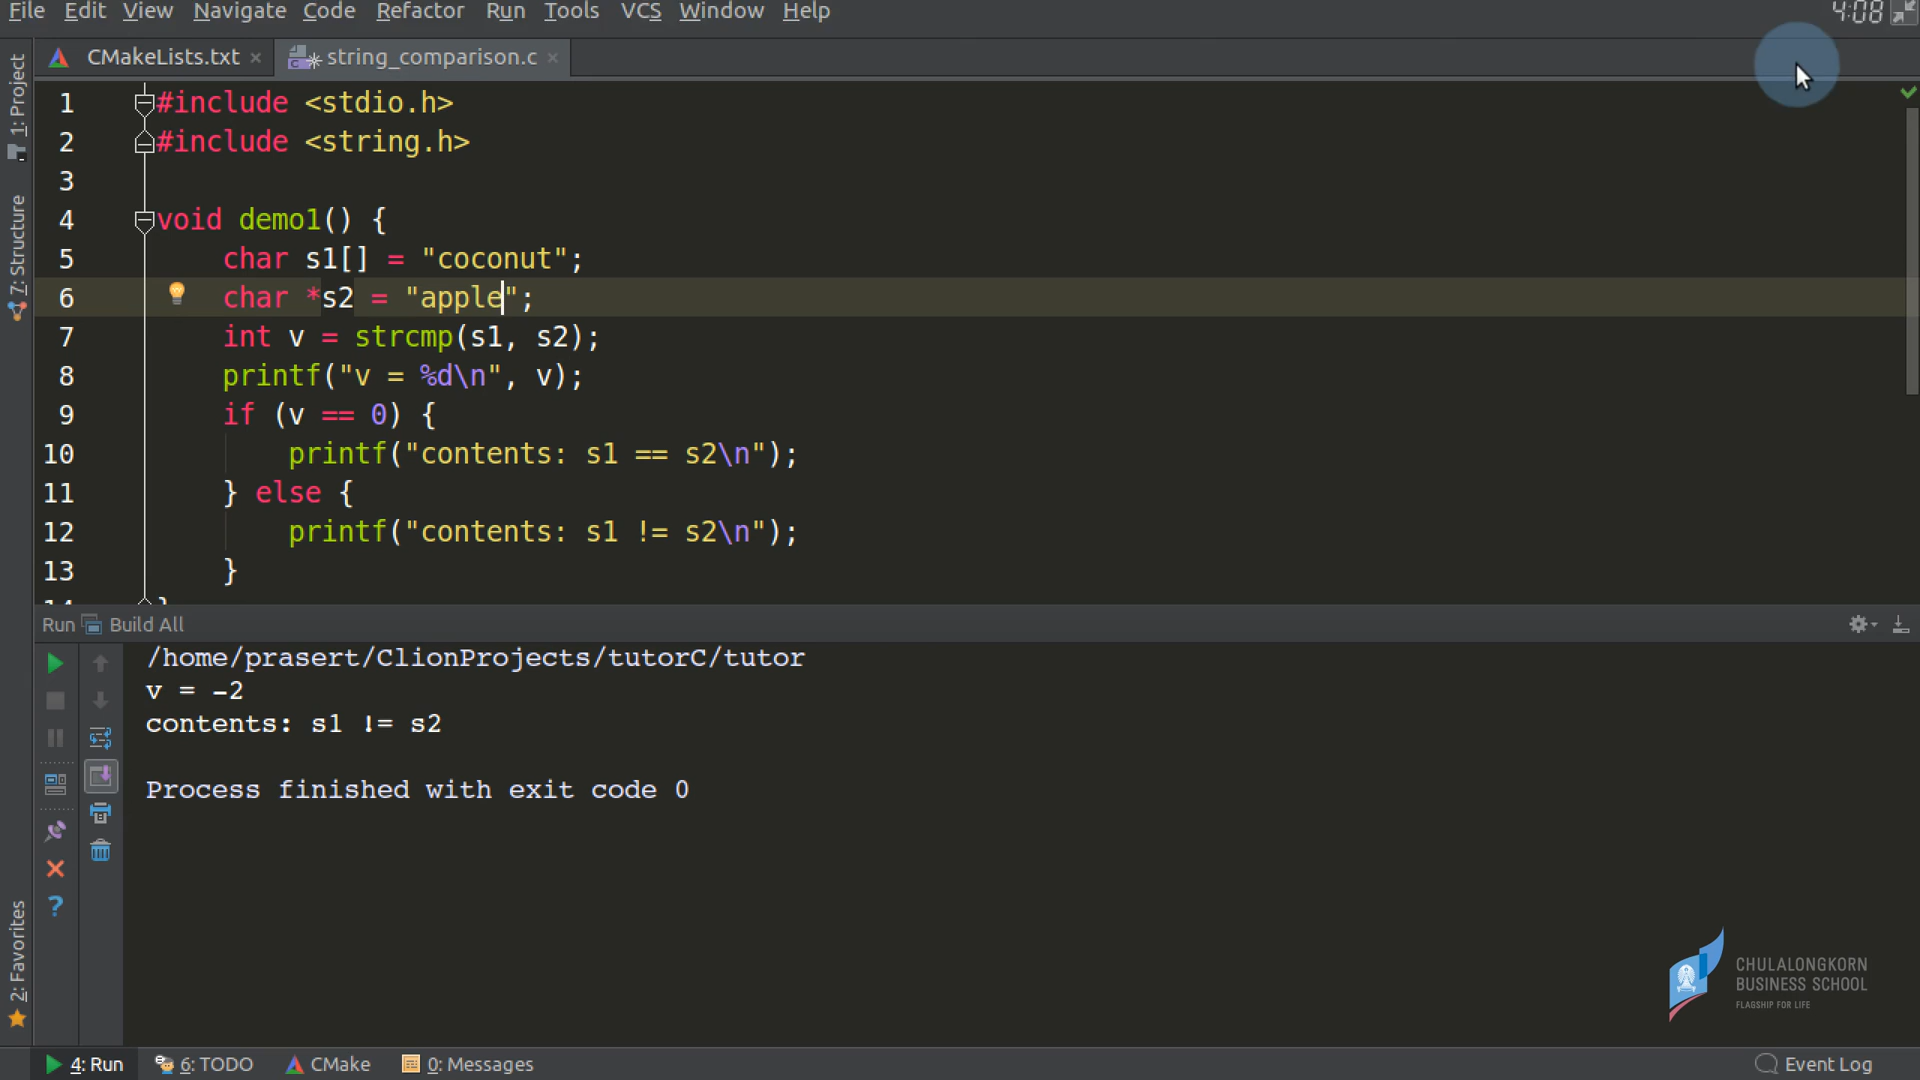 File Edit View Navigate Code Refactor Run Tools VCS Window Help 4:08
CMakeLists.txt string_comparison.c
1: Project
7: Structure
2: Favorites
1 #include <stdio.h>
2 #include <string.h>
3
4 void demo1() {
5 char s1[] = "coconut";
6 char *s2 = "apple";
7 int v = strcmp(s1, s2);
8 printf("v = %d\n", v);
9 if (v == 0) {
10 printf("contents: s1 == s2\n");
11 } else {
12 printf("contents: s1 != s2\n");
13 }
14 }
Run Build All
/home/prasert/ClionProjects/tutorC/tutor
v = -2
contents: s1 != s2
Process finished with exit code 0
CHULALONGKORN
BUSINESS SCHOOL
FLAGSHIP FOR LIFE
4: Run 6: TODO CMake 0: Messages Event Log